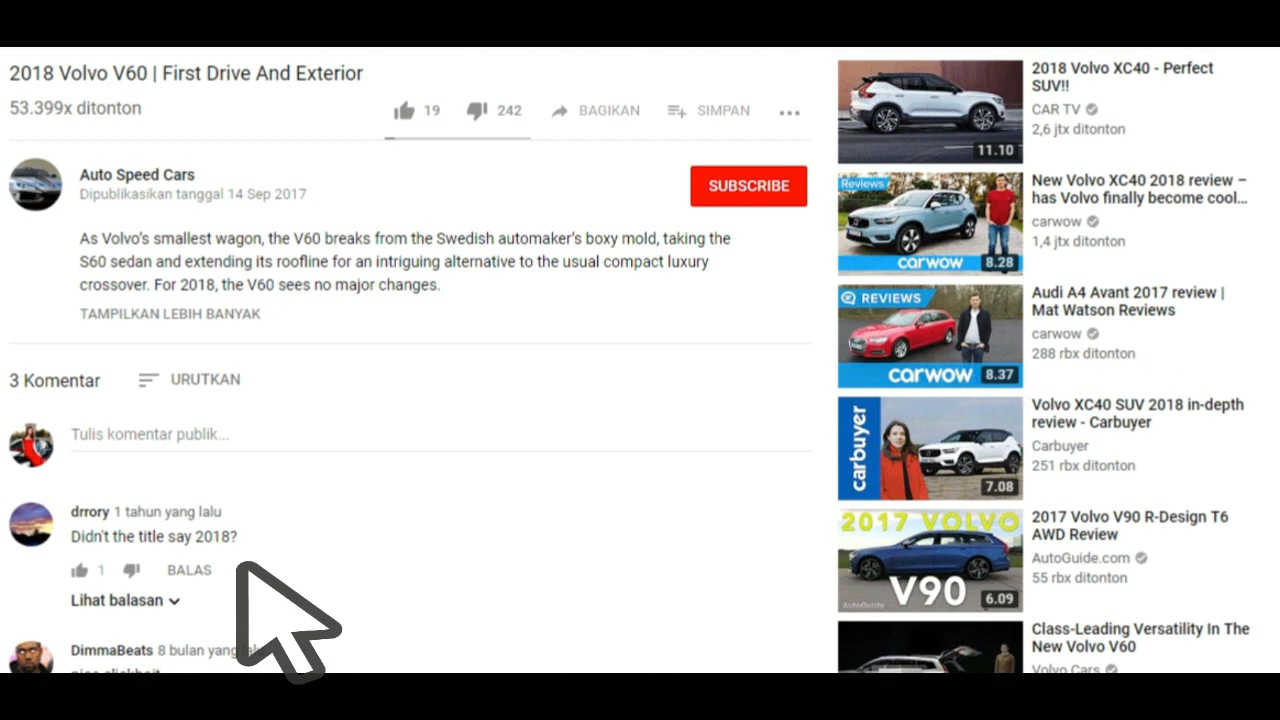 2018 Volvo V60 | First Drive And Exterior
53.399x ditonton
19
242
BAGIKAN
SIMPAN
Auto Speed Cars
Dipublikasikan tanggal 14 Sep 2017
SUBSCRIBE
As Volvo's smallest wagon, the V60 breaks from the Swedish automaker's boxy mold, taking the
S60 sedan and extending its roofline for an intriguing alternative to the usual compact luxury
crossover. For 2018, the V60 sees no major changes.
TAMPILKAN LEBIH BANYAK
3 Komentar
URUTKAN
Tulis komentar publik...
drrory 1 tahun yang lalu
Didn't the title say 2018?
1
BALAS
Lihat balasan
DimmaBeats 8 bulan yang
11.10
2018 Volvo XC40 - Perfect
SUV!!
CAR TV
2,6 jtx ditonton
Reviews
carwow
8.28
New Volvo XC40 2018 review –
has Volvo finally become cool...
carwow
1,4 jtx ditonton
REVIEWS
carwow
8.37
Audi A4 Avant 2017 review |
Mat Watson Reviews
carwow
288 rbx ditonton
carbuyer
7.08
Volvo XC40 SUV 2018 in-depth
review - Carbuyer
Carbuyer
251 rbx ditonton
2017 VOLVO
V90
AutoGuide
6.09
2017 Volvo V90 R-Design T6
AWD Review
AutoGuide.com
55 rbx ditonton
Class-Leading Versatility In The
New Volvo V60
Volvo Cars